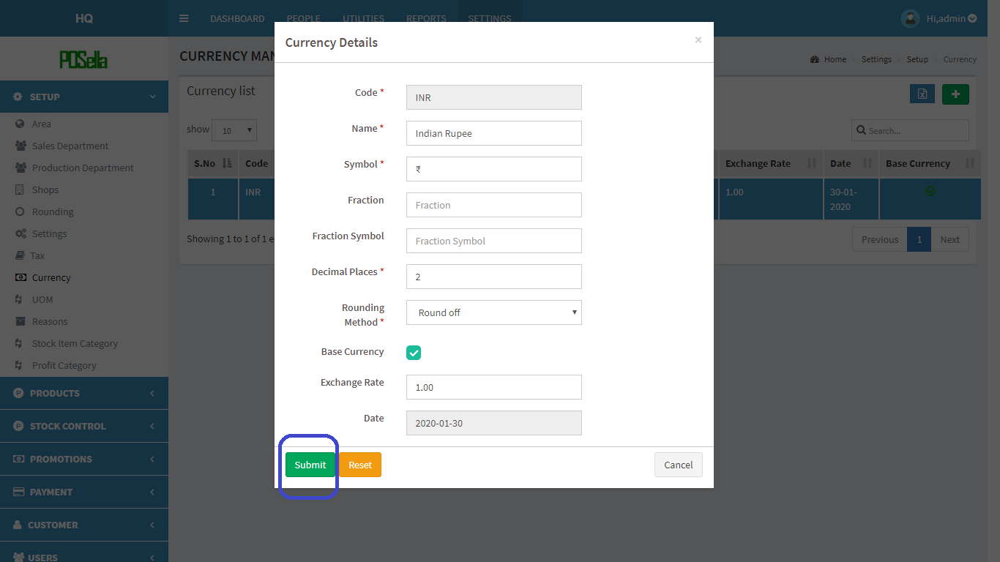 HQ
DASHBOARD
PEOPLE
UTILITIES
REPORTS
SETTINGS
Hi,admin
POSella
CURRENCY MAN
Home > Settings > Setup > Currency
SETUP
Area
Sales Department
Production Department
Shops
Rounding
Settings
Tax
Currency
UOM
Reasons
Stock Item Category
Profit Category
PRODUCTS
STOCK CONTROL
PROMOTIONS
PAYMENT
CUSTOMER
USERS
Currency list
show 10
Search...
S.No Code Exchange Rate Date Base Currency
1 INR 1.00 30-01-
2020
Showing 1 to 1 of 1 e
Previous 1 Next
Currency Details ×
Code * INR
Name * Indian Rupee
Symbol * ₹
Fraction Fraction
Fraction Symbol Fraction Symbol
Decimal Places * 2
Rounding
Method * Round off
Base Currency
Exchange Rate 1.00
Date 2020-01-30
Submit Reset Cancel